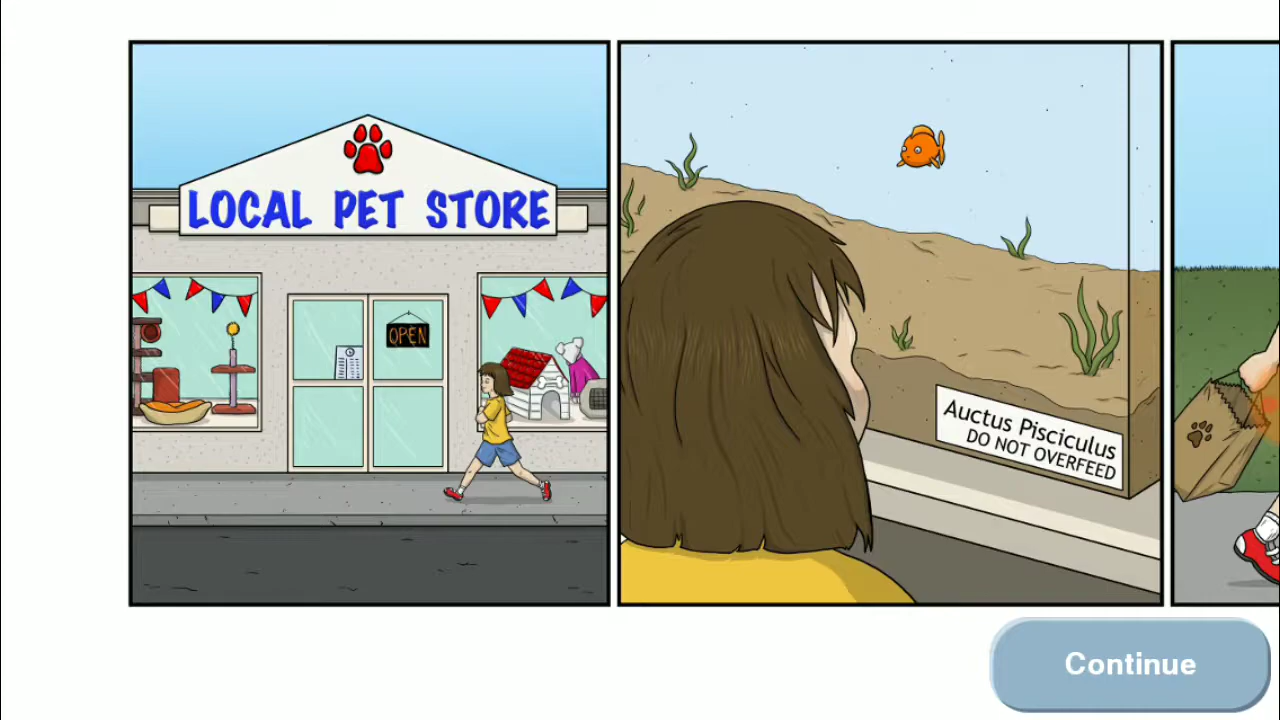 LOCAL PET STORE
OPEN
Auctus Pisciculus
DO NOT OVERFEED
Continue